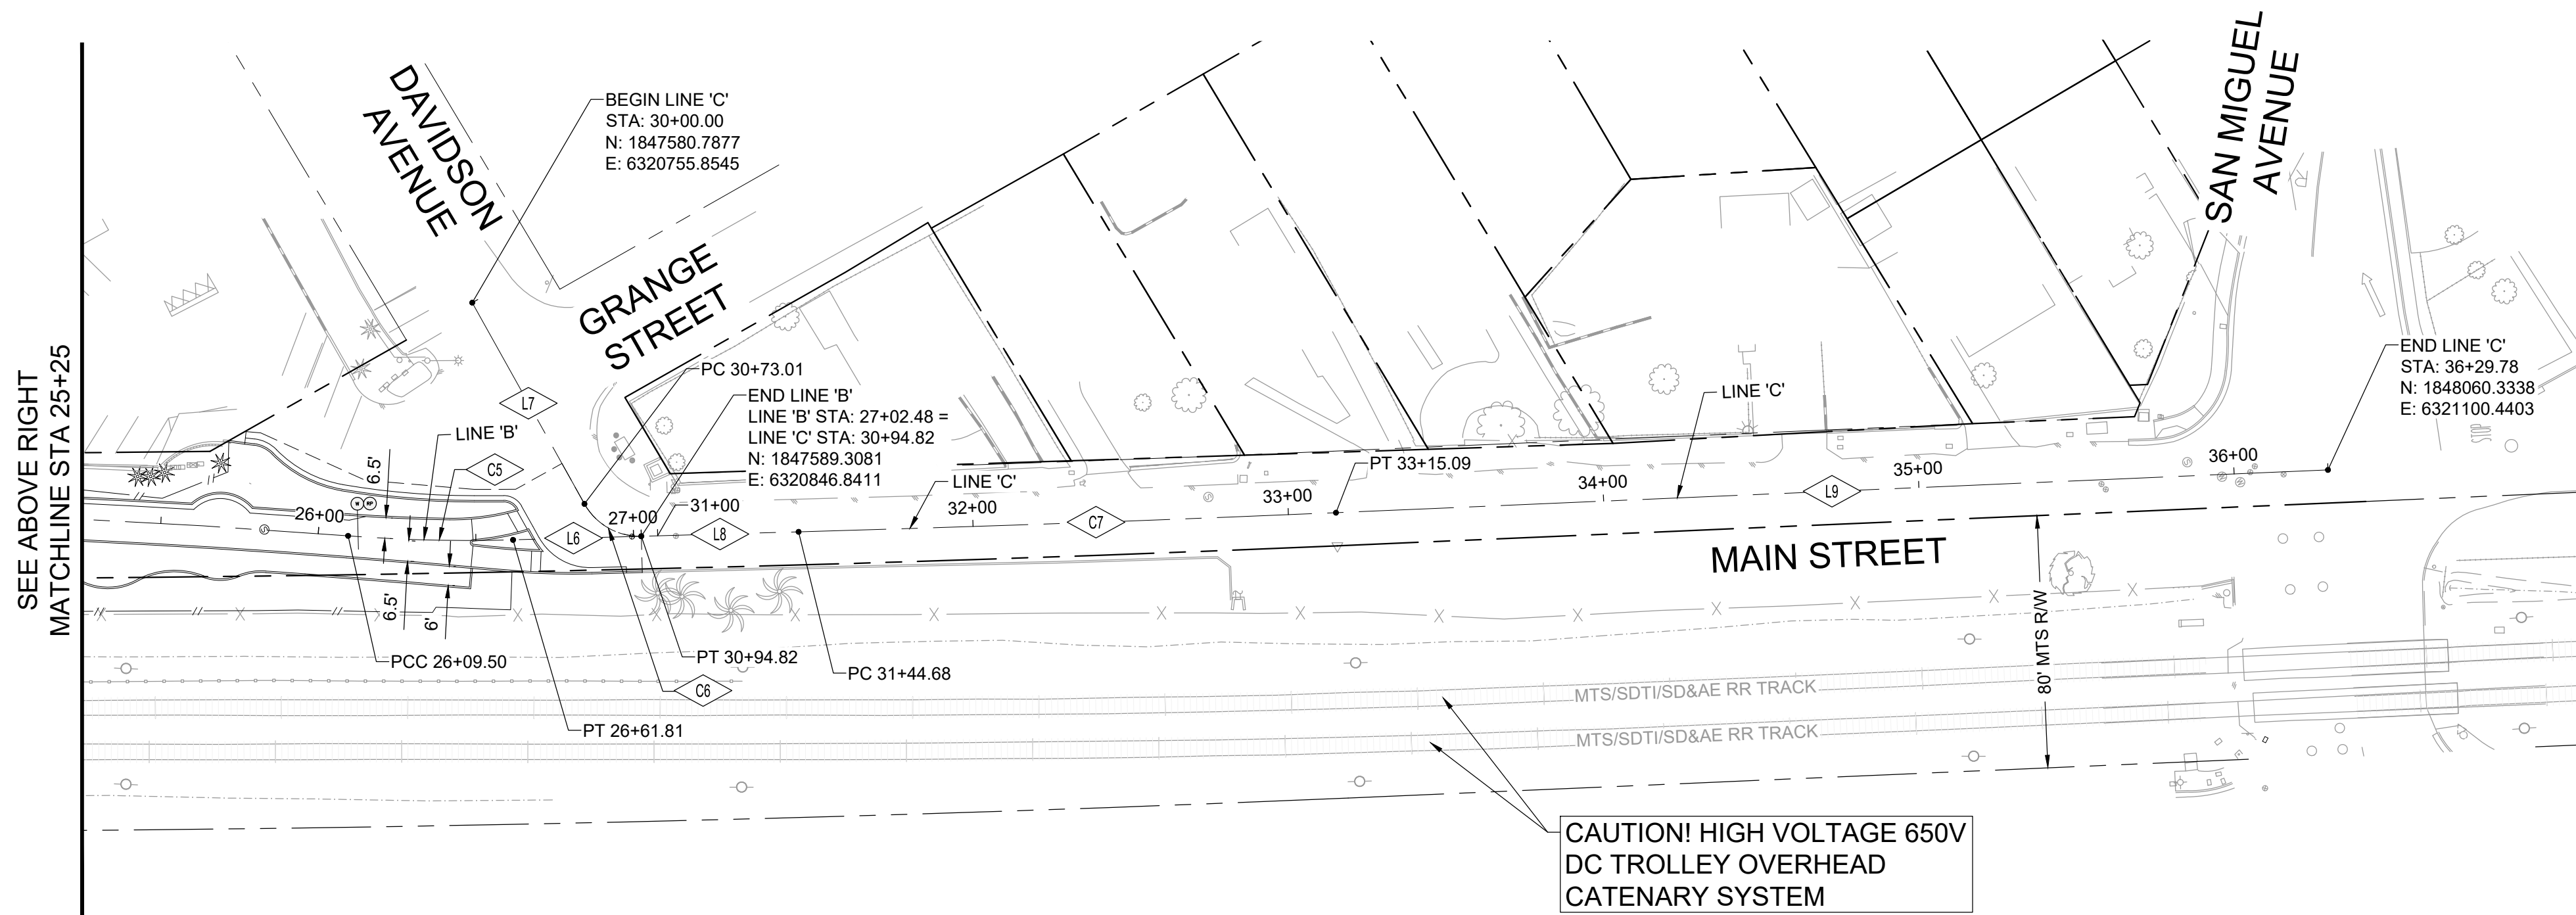 SEE ABOVE RIGHT
MATCHLINE STA 25+25
DAVIDSON
AVENUE
BEGIN LINE 'C'
STA: 30+00.00
N: 1847580.7877
E: 6320755.8545
GRANGE
STREET
SAN MIGUEL
AVENUE
PC 30+73.01
END LINE 'B'
LINE 'B' STA: 27+02.48 =
LINE 'C' STA: 30+94.82
N: 1847589.3081
E: 6320846.8411
END LINE 'C'
STA: 36+29.78
N: 1848060.3338
E: 6321100.4403
L7
LINE 'B'
C5
6.5'
26+00
L6
27+00
31+00
L8
LINE 'C'
32+00
C7
33+00
PT 33+15.09
34+00
LINE 'C'
L9
35+00
36+00
MAIN STREET
6.5'
6'
PCC 26+09.50
PT 30+94.82
C6
PC 31+44.68
PT 26+61.81
80' MTS R/W
MTS/SDTI/SD&AE RR TRACK
MTS/SDTI/SD&AE RR TRACK
CAUTION! HIGH VOLTAGE 650V
DC TROLLEY OVERHEAD
CATENARY SYSTEM